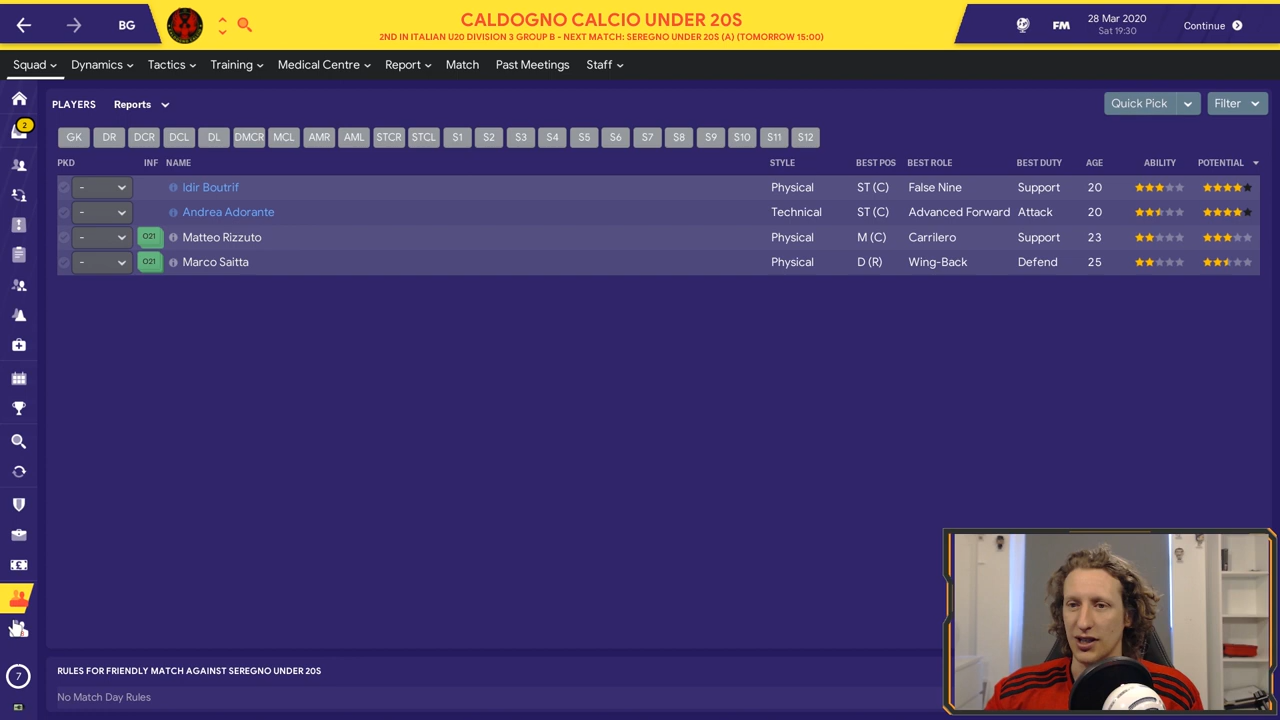 BG
CALDOGNO CALCIO UNDER 20S
2ND IN ITALIAN U20 DIVISION 3 GROUP B - NEXT MATCH: SEREGNO UNDER 20S (A) (TOMORROW 15:00)
FM
28 Mar 2020
Sat 19:30
Continue
Squad Dynamics Tactics Training Medical Centre Report Match Past Meetings Staff
PLAYERS Reports Quick Pick Filter
2
GK DR DCR DCL DL DMCR MCL AMR AML STCR STCL S1 S2 S3 S4 S5 S6 S7 S8 S9 S10 S11 S12
PKD INF NAME STYLE BEST POS BEST ROLE BEST DUTY AGE ABILITY POTENTIAL
- Idir Boutrif Physical ST (C) False Nine Support 20
- Andrea Adorante Technical ST (C) Advanced Forward Attack 20
- O21 Matteo Rizzuto Physical M (C) Carrilero Support 23
- O21 Marco Saitta Physical D (R) Wing-Back Defend 25
RULES FOR FRIENDLY MATCH AGAINST SEREGNO UNDER 20S
7
No Match Day Rules